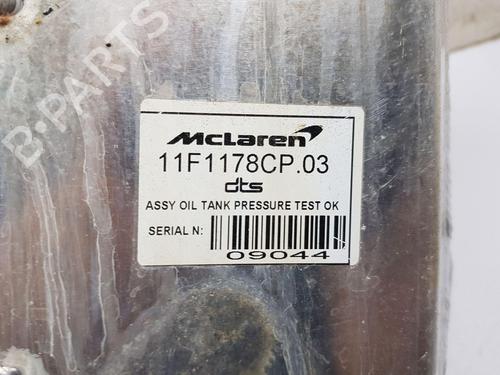 McLaren
11F1178CP.03
dts
ASSY OIL TANK PRESSURE TEST OK
SERIAL N:
09044
B-PARTS